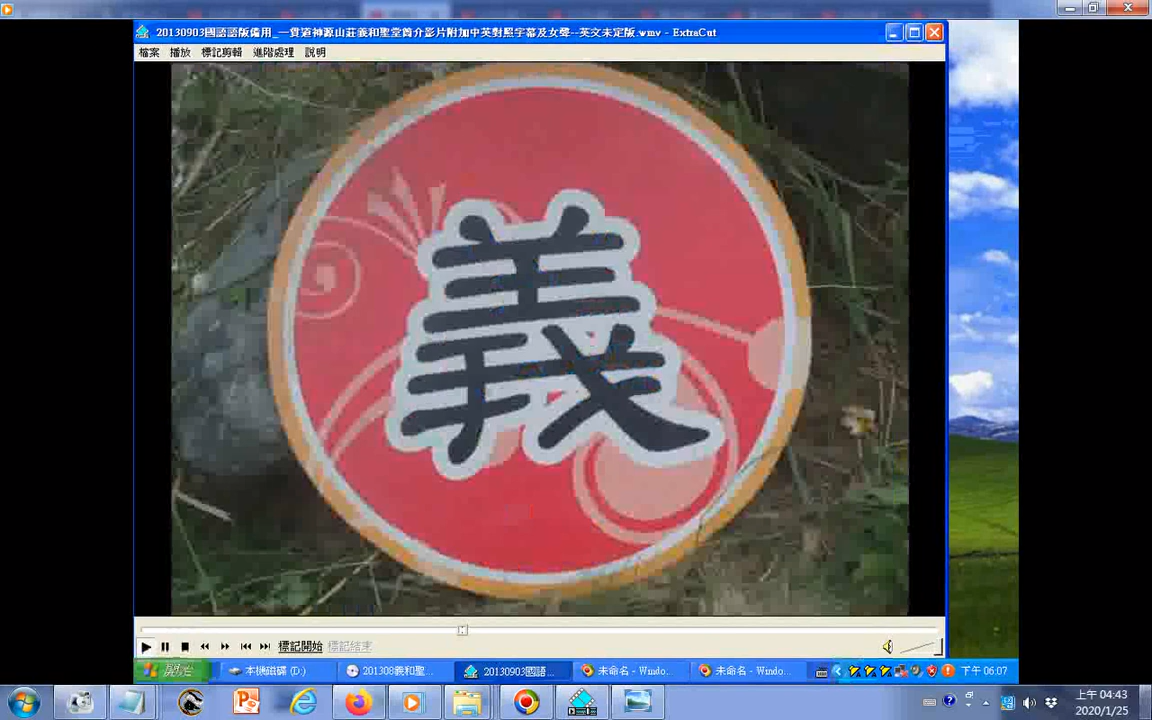 20130903國語語版備用_一貫道神源山莊義和聖堂簡介影片附加中英對照字幕及女聲--英文未定版.wmv - ExtraCut
檔案 播放 標記剪輯 進階處理 說明
義
標記開始 標記結束
開始 本機磁碟 (D:) 201308義和聖... 20130903國語... 未命名 - Windo... 未命名 - Windo... 下午 06:07
上午 04:43
2020/1/25